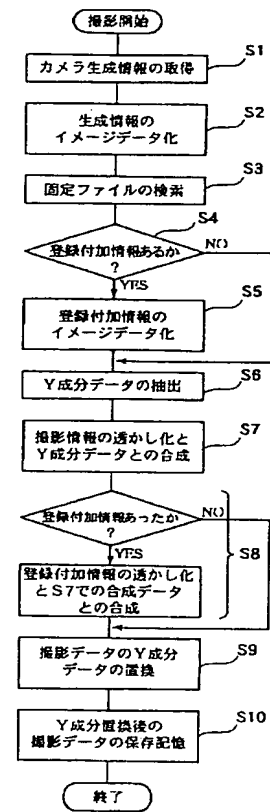 撮影開始
S1
カメラ生成情報の取得
S2
生成情報の
イメージデータ化
S3
固定ファイルの検索
S4
登録付加情報あるか
?
NO
YES
S5
登録付加情報の
イメージデータ化
S6
Y成分データの抽出
S7
撮影情報の透かし化と
Y成分データとの合成
登録付加情報あったか
?
NO
YES
S8
登録付加情報の透かし化
とS7での合成データ
との合成
S9
撮影データのY成分
データの置換
S10
Y成分置換後の
撮影データの保存記憶
終了